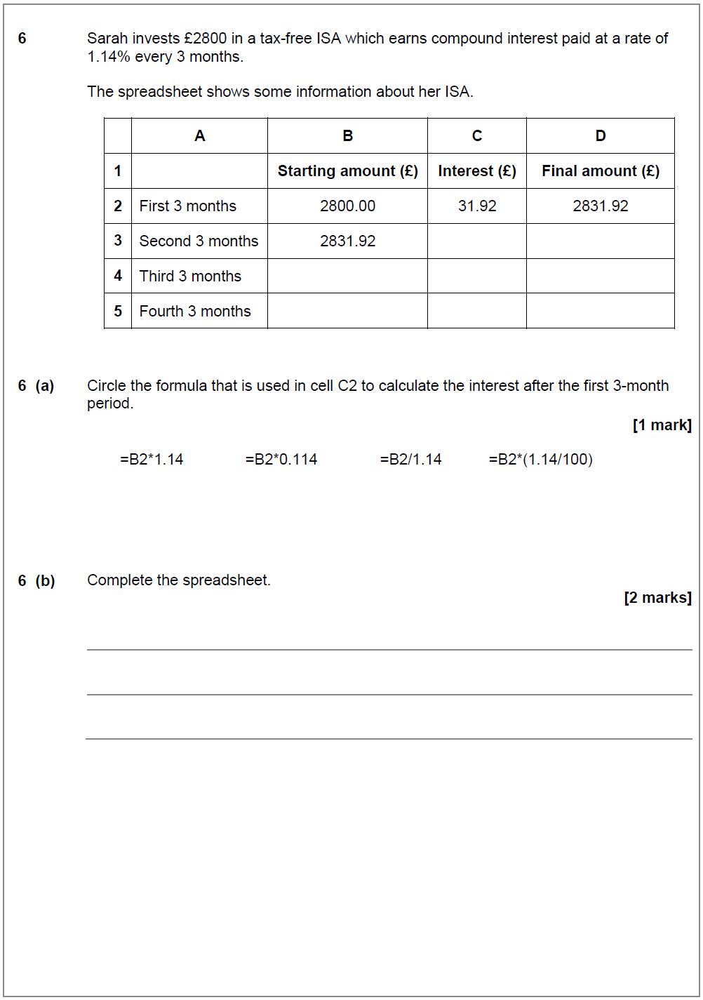 6 Sarah invests £2800 in a tax-free ISA which earns compound interest paid at a rate of
1.14% every 3 months.
The spreadsheet shows some information about her ISA.
A B C D
1 Starting amount (£) Interest (£) Final amount (£)
2 First 3 months 2800.00 31.92 2831.92
3 Second 3 months 2831.92
4 Third 3 months
5 Fourth 3 months
6 (a) Circle the formula that is used in cell C2 to calculate the interest after the first 3-month
period.
[1 mark]
=B2*1.14 =B2*0.114 =B2/1.14 =B2*(1.14/100)
6 (b) Complete the spreadsheet.
[2 marks]